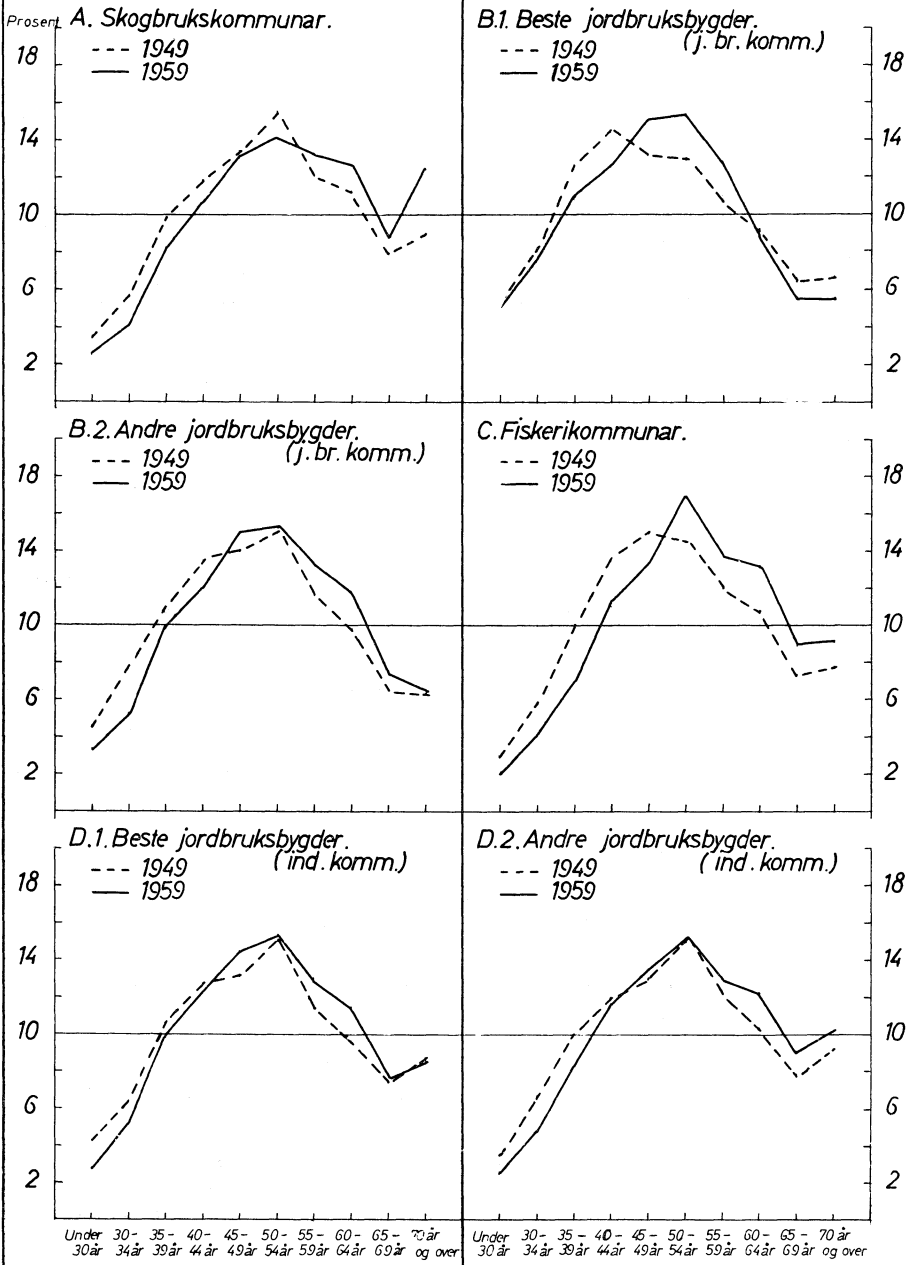 Prosent
A. Skogbrukskommunar.
1949
1959
18
14
10
6
2
B.1. Beste jordbruksbygder.
(j. br. komm.)
1949
1959
18
14
10
6
2
B.2. Andre jordbruksbygder.
(j. br. komm.)
1949
1959
18
14
10
6
2
C. Fiskerikommunar.
1949
1959
18
14
10
6
2
D.1. Beste jordbruksbygder.
(ind. komm.)
1949
1959
18
14
10
6
2
Under 30- 35- 40- 45- 50- 55- 60- 65- 70 år
30 år 34 år 39 år 44 år 49 år 54 år 59 år 64 år 69 år og over
D.2. Andre jordbruksbygder.
(ind. komm.)
1949
1959
18
14
10
6
2
Under 30- 35- 40- 45- 50- 55- 60- 65- 70 år
30 år 34 år 39 år 44 år 49 år 54 år 59 år 64 år 69 år og over